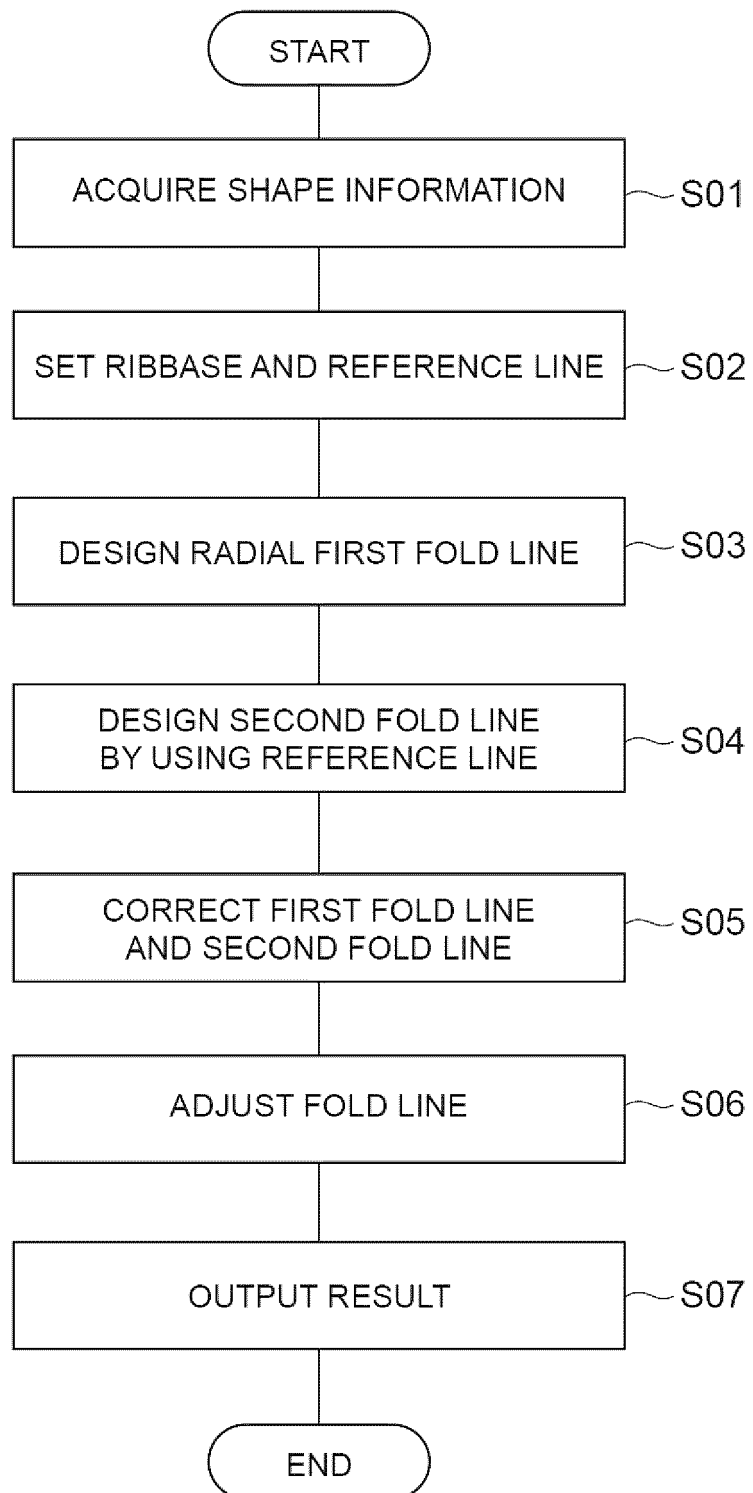 START
ACQUIRE SHAPE INFORMATION
S01
SET RIBBASE AND REFERENCE LINE
S02
DESIGN RADIAL FIRST FOLD LINE
S03
DESIGN SECOND FOLD LINE
BY USING REFERENCE LINE
S04
CORRECT FIRST FOLD LINE
AND SECOND FOLD LINE
S05
ADJUST FOLD LINE
S06
OUTPUT RESULT
S07
END